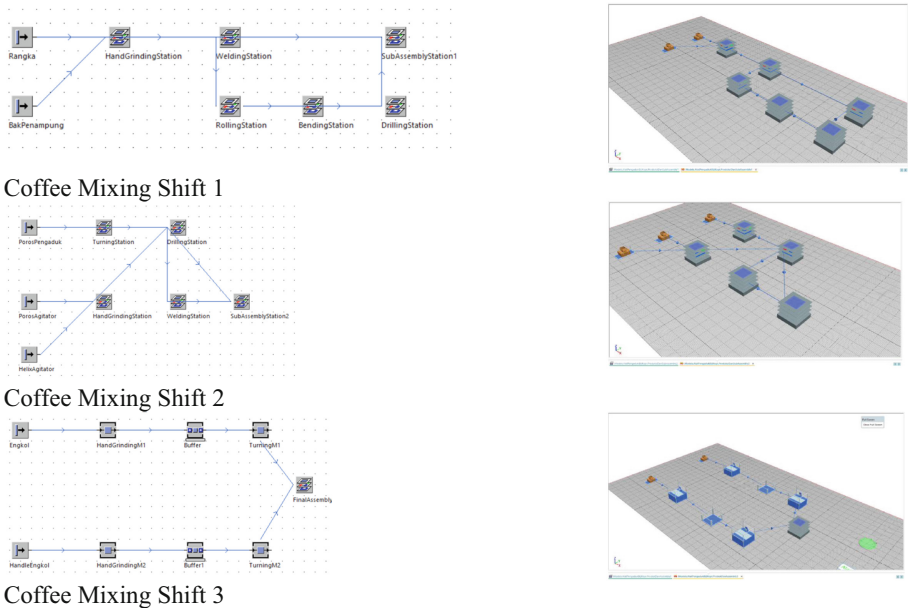 Rangka
HandGrindingStation
WeldingStation
SubAssemblyStation1
BakPenampung
RollingStation
BendingStation
DrillingStation
Coffee Mixing Shift 1
PorosPengaduk
TurningStation
DrillingStation
PorosAgitator
HandGrindingStation
WeldingStation
SubAssemblyStation2
HelixAgitator
Coffee Mixing Shift 2
Engkol
HandGrindingM1
Buffer
TurningM1
FinalAssembly
HandleEngkol
HandGrindingM2
Buffer1
TurningM2
Coffee Mixing Shift 3